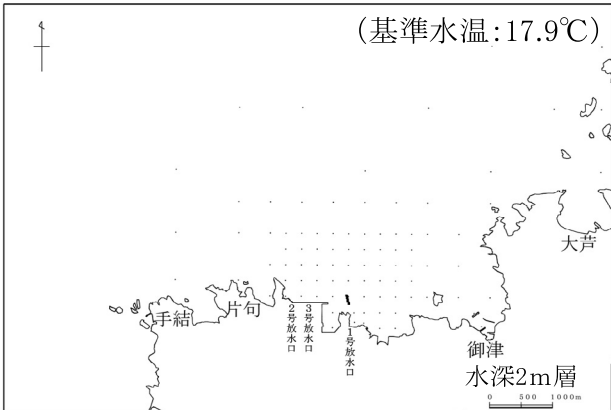 (基準水温:17.9℃)
大芦
手結
片句
2号放水口
3号放水口
1号放水口
御津
水深2m層
0 500 1000m